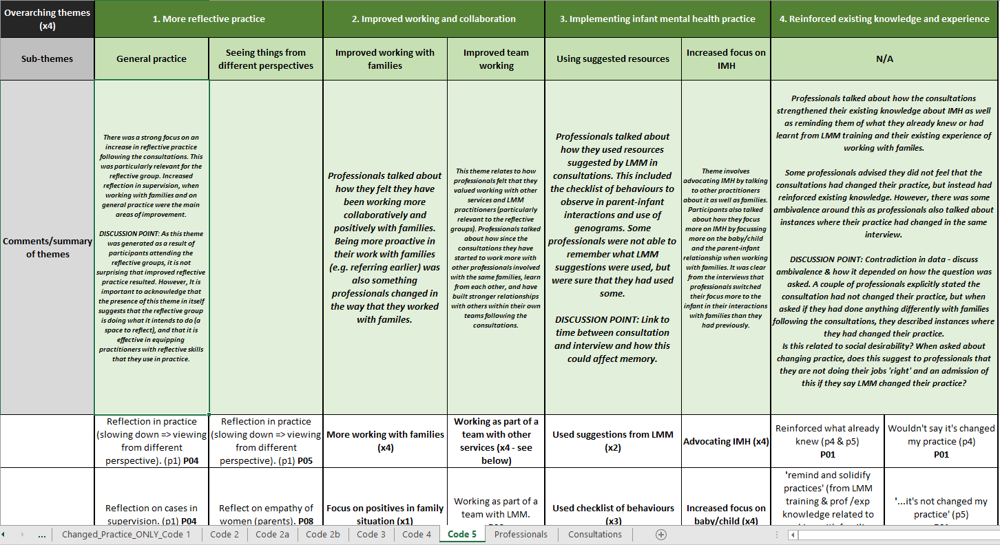 Overarching themes
(x4)
1. More reflective practice
2. Improved working and collaboration
3. Implementing infant mental health practice
4. Reinforced existing knowledge and experience
Sub-themes
General practice
Seeing things from
different perspectives
Improved working with
families
Improved team
working
Using suggested resources
Increased focus on
IMH
N/A
Comments/summary
of themes
There was a strong focus on an
increase in reflective practice
following the consultations. This
was particularly relevant for the
reflective group. Increased
reflection in supervision, when
working with families and on
general practice were the main
areas of improvement.
DISCUSSION POINT: As this theme
was generated as a result of
participants attending the
reflective groups, it is not
surprising that improved reflective
practice resulted. However, It is
important to acknowledge that
the presence of this theme in itself
suggests that the reflective group
is doing what it intends to do (a
space to reflect), and that it is
effective in equipping
practitioners with reflective skills
that they use in practice.
Professionals talked about
how they felt they have
been working more
collaboratively and
positively with families.
Being more proactive in
their work with families
(e.g. referring earlier) was
also something
professionals changed in
the way that they worked
with familes.
This theme relates to how
professionals felt that they
valued working with other
services and LMM
practitioners (particularly
relevant to the reflective
groups). Professionals talked
about how since the
consultations they have
started to work more with
other professionals involved
with the same families, learn
from each other, and have
built stronger relationships
with others within their own
teams following the
consultations.
Professionals talked about
how they used resources
suggested by LMM in
consultations. This included
the checklist of behaviours to
observe in parent-infant
interactions and use of
genograms. Some
professionals were not able to
remember what LMM
suggestions were used, but
were sure that they had used
some.
DISCUSSION POINT: Link to
time between consultation
and interview and how this
could affect memory.
Theme involves
advocating IMH by talking
to other practitioners
about it as well as families.
Participants also talked
about how they focus
more on IMH by focussing
more on the baby/child
and the parent-infant
relationship when working
with families. It was clear
from the interviews that
professionals switched
their focus more to the
infant in their interactions
with families than they
had previously.
Professionals talked about how the consultations
strengthened their existing knowledge about IMH as well
as reminding them of what they already knew or had
learnt from LMM training and their existing experience of
working with familes.
Some professionals advised they did not feel that the
consultations had changed their practice, but instead had
reinforced existing knowledge. However, there was some
ambivalence around this as professionals also talked about
instances where their practice had changed in the same
interview.
DISCUSSION POINT: Contradiction in data - discuss
ambivalence & how it depended on how the question was
asked. A couple of professionals explicitly stated the
consultation had not changed their practice, but when
asked if they had done anything differently with families
following the consultations, they described instances where
they had changed their practice.
Is this related to social desirability? When asked about
changing practice, does this suggest to professionals that
they are not doing their jobs 'right' and an admission of
this if they say LMM changed their practice?
Reflection in practice
(slowing down => viewing
from different
perspective). (p1) P04
Reflection in practice
(slowing down => viewing
from different
perspective). (p1) P05
More working with families
(x4)
Working as part of a
team with other
services (x4 - see
below)
Used suggestions from LMM
(x2)
Advocating IMH (x4)
Reinforced what already
knew (p4 & p5)
P01
Wouldn't say it's changed
my practice (p4)
P01
Reflection on cases in
supervision. (p1) P04
Reflect on empathy of
women (parents). P08
Focus on positives in family
situation (x1)
Working as part of a
team with LMM.
Used checklist of behaviours
(x3)
Increased focus on
baby/child (x4)
'remind and solidify
practices' (from LMM
training & prof /exp
knowledge related to
'...it's not changed my
practice' (p5)
...
Changed_Practice_ONLY_Code 1
Code 2
Code 2a
Code 2b
Code 3
Code 4
Code 5
Professionals
Consultations